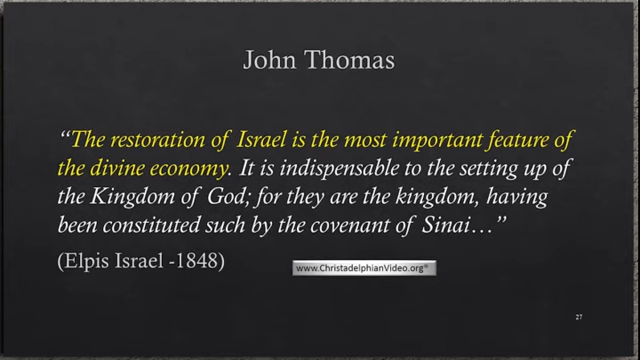 John Thomas
“The restoration of Israel is the most important feature of
the divine economy. It is indispensable to the setting up of
the Kingdom of God; for they are the kingdom, having
been constituted such by the covenant of Sinai…”
(Elpis Israel -1848)
www.ChristadelphianVideo.org®
27